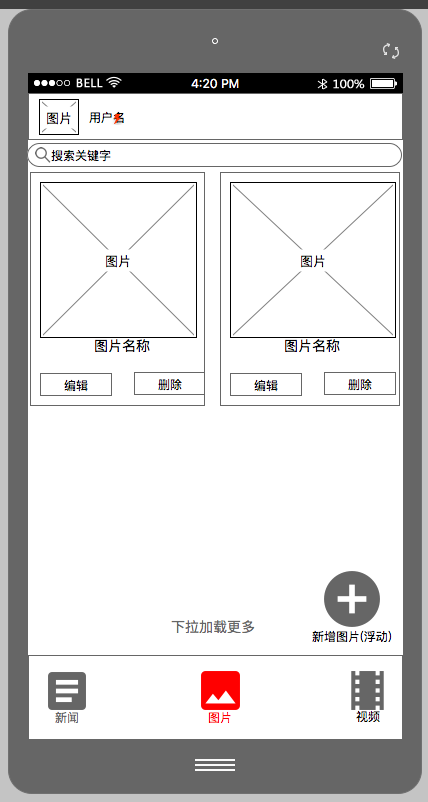 BELL 4:20 PM 100%
图片 用户名
搜索关键字
图片 图片
图片名称 图片名称
编辑 删除 编辑 删除
下拉加载更多
新增图片(浮动)
新闻 图片 视频